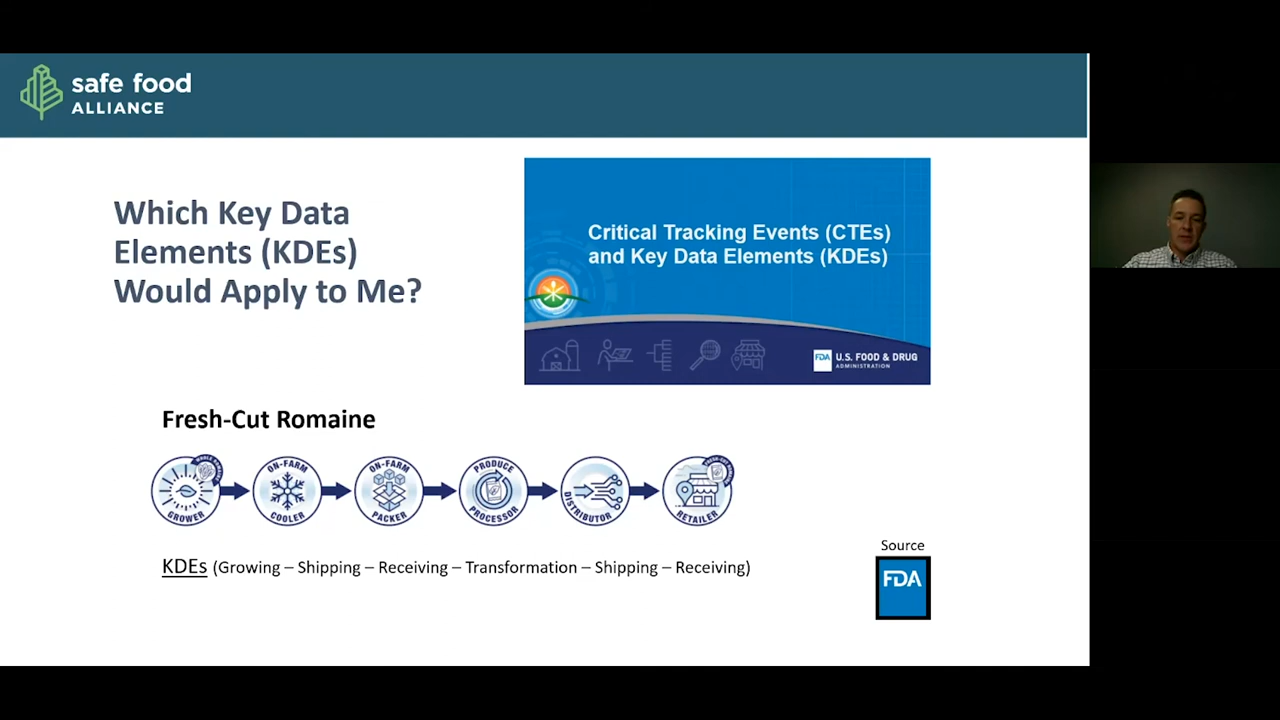 safe food
ALLIANCE
Which Key Data
Elements (KDEs)
Would Apply to Me?
Critical Tracking Events (CTEs)
and Key Data Elements (KDEs)
FDA
U.S. FOOD & DRUG
ADMINISTRATION
Fresh-Cut Romaine
GROWER
ON-FARM
COOLER
ON-FARM
PACKER
PRODUCE
PROCESSOR
DISTRIBUTOR
RETAILER
KDEs (Growing – Shipping – Receiving – Transformation – Shipping – Receiving)
Source
FDA